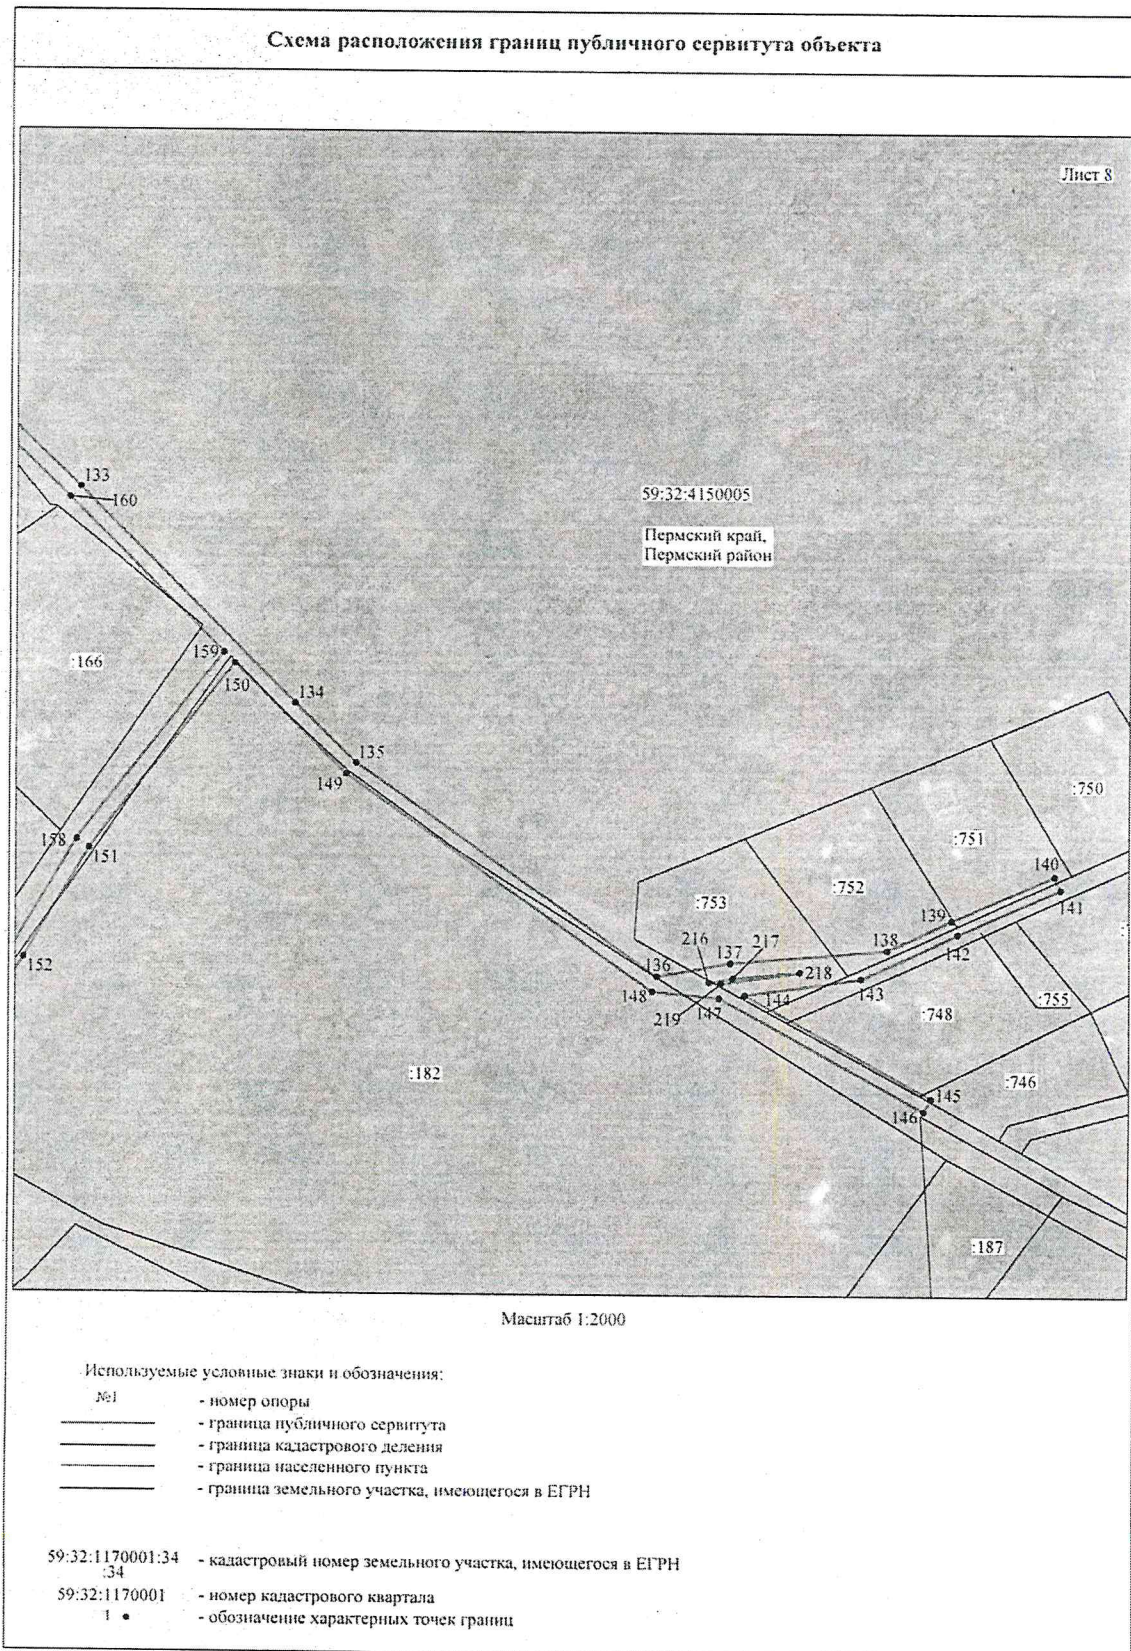 Схема расположения границ публичного сервитута объекта
Лист 8
133
160
59:32:4150005
Пермский край,
Пермский район
159
:166
150
134
135
149
:750
158
151
:751
140
139
141
:753
:752
138
142
216
137
217
152
136
218
143
148
144
:755
219
147
:748
:182
:746
145
146
:187
Масштаб 1:2000
Используемые условные знаки и обозначения:
№1 - номер опоры
- граница публичного сервитута
- граница кадастрового деления
- граница населенного пункта
- граница земельного участка, имеющегося в ЕГРН
59:32:1170001:34 - кадастровый номер земельного участка, имеющегося в ЕГРН
:34
59:32:1170001 - номер кадастрового квартала
1 • - обозначение характерных точек границ